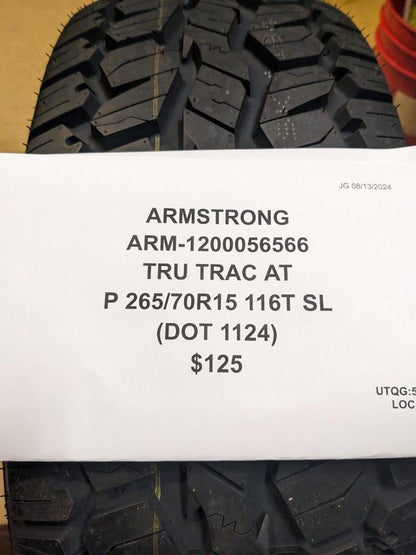 JG 08/13/2024
ARMSTRONG
ARM-1200056566
TRU TRAC AT
P 265/70R15 116T SL
(DOT 1124)
$125
UTQG:5
LOC